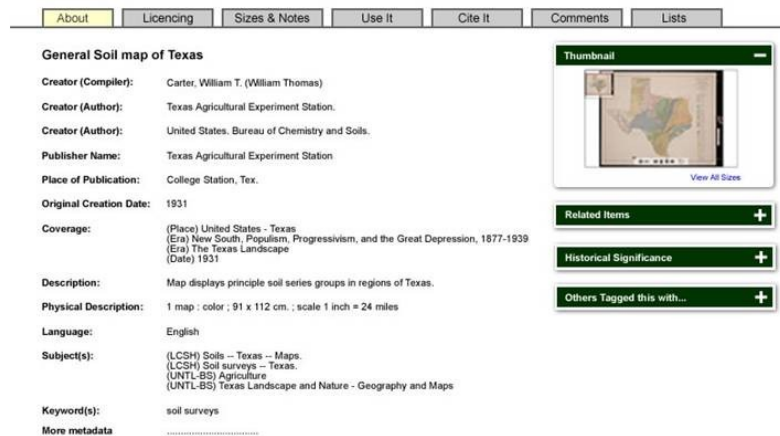 About Licencing Sizes & Notes Use It Cite It Comments Lists
General Soil map of Texas
Creator (Compiler): Carter, William T. (William Thomas)
Creator (Author): Texas Agricultural Experiment Station.
Creator (Author): United States. Bureau of Chemistry and Soils.
Publisher Name: Texas Agricultural Experiment Station
Place of Publication: College Station, Tex.
Original Creation Date: 1931
Coverage: (Place) United States - Texas
(Era) New South, Populism, Progressivism, and the Great Depression, 1877-1939
(Era) The Texas Landscape
(Date) 1931
Description: Map displays principle soil series groups in regions of Texas.
Physical Description: 1 map : color ; 91 x 112 cm. ; scale 1 inch = 24 miles
Language: English
Subject(s): (LCSH) Soils -- Texas -- Maps.
(LCSH) Soil surveys -- Texas.
(UNTL-BS) Agriculture
(UNTL-BS) Texas Landscape and Nature - Geography and Maps
Keyword(s): soil surveys
More metadata ................................
Thumbnail
View All Sizes
Related Items
Historical Significance
Others Tagged this with...